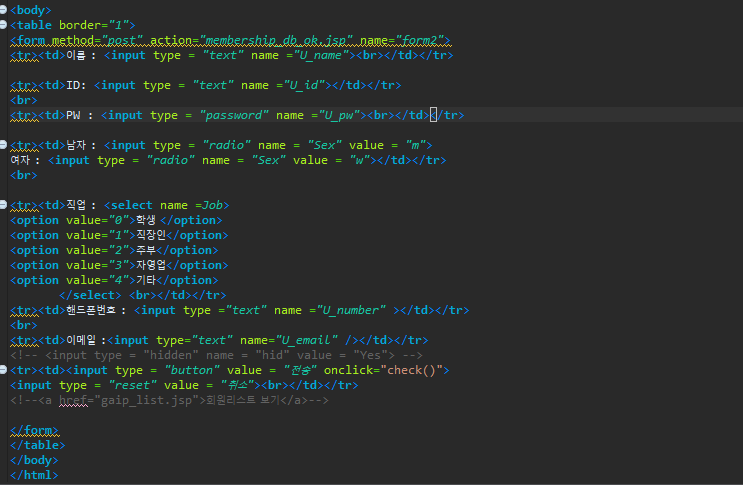 <body>
<table border="1">
<form method="post" action="membership_db_ok.jsp" name="form2">
<tr><td>이름 : <input type = "text" name ="U_name"><br></td></tr>
<tr><td>ID: <input type = "text" name ="U_id"></td></tr>
<br>
<tr><td>PW : <input type = "password" name ="U_pw"><br></td></tr>
<tr><td>남자 : <input type = "radio" name = "Sex" value = "m">
여자 : <input type = "radio" name = "Sex" value = "w"></td></tr>
<br>
<tr><td>직업 : <select name =Job>
<option value="0">학생 </option>
<option value="1">직장인</option>
<option value="2">주부</option>
<option value="3">자영업</option>
<option value="4">기타</option>
</select> <br></td></tr>
<tr><td>핸드폰번호 : <input type ="text" name ="U_number" ></td></tr>
<br>
<tr><td>이메일 :<input type="text" name="U_email" /></td></tr>
<!-- <input type = "hidden" name = "hid" value = "Yes"> -->
<tr><td><input type = "button" value = "전송" onclick="check()">
<input type = "reset" value = "취소"><br></td></tr>
<!--<a href="gaip_list.jsp">회원리스트 보기</a>-->
</form>
</table>
</body>
</html>